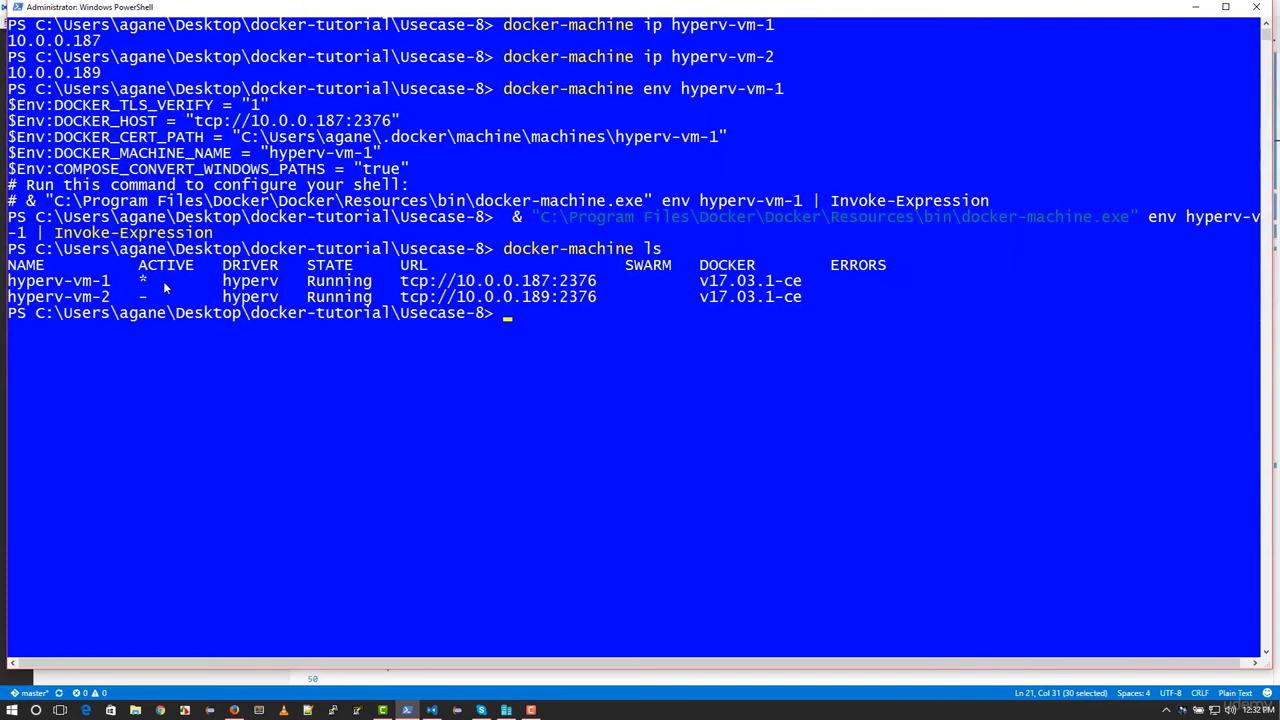 Administrator: Windows PowerShell
PS C:\Users\agane\Desktop\docker-tutorial\Usecase-8> docker-machine ip hyperv-vm-1
10.0.0.187
PS C:\Users\agane\Desktop\docker-tutorial\Usecase-8> docker-machine ip hyperv-vm-2
10.0.0.189
PS C:\Users\agane\Desktop\docker-tutorial\Usecase-8> docker-machine env hyperv-vm-1
$Env:DOCKER_TLS_VERIFY = "1"
$Env:DOCKER_HOST = "tcp://10.0.0.187:2376"
$Env:DOCKER_CERT_PATH = "C:\Users\agane\.docker\machine\machines\hyperv-vm-1"
$Env:DOCKER_MACHINE_NAME = "hyperv-vm-1"
$Env:COMPOSE_CONVERT_WINDOWS_PATHS = "true"
# Run this command to configure your shell:
# & "C:\Program Files\Docker\Docker\Resources\bin\docker-machine.exe" env hyperv-vm-1 | Invoke-Expression
PS C:\Users\agane\Desktop\docker-tutorial\Usecase-8>  & "C:\Program Files\Docker\Docker\Resources\bin\docker-machine.exe" env hyperv-v
m-1 | Invoke-Expression
PS C:\Users\agane\Desktop\docker-tutorial\Usecase-8> docker-machine ls
NAME ACTIVE DRIVER STATE URL SWARM DOCKER ERRORS
hyperv-vm-1 * hyperv Running tcp://10.0.0.187:2376 v17.03.1-ce
hyperv-vm-2 - hyperv Running tcp://10.0.0.189:2376 v17.03.1-ce
PS C:\Users\agane\Desktop\docker-tutorial\Usecase-8>
50
master* 0 0 Ln 21, Col 31 (30 selected) Spaces: 4 UTF-8 CRLF Plain Text
udemy
12:32 PM